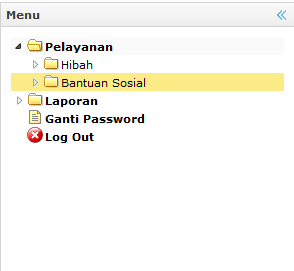 Menu
Pelayanan
Hibah
Bantuan Sosial
Laporan
Ganti Password
Log Out